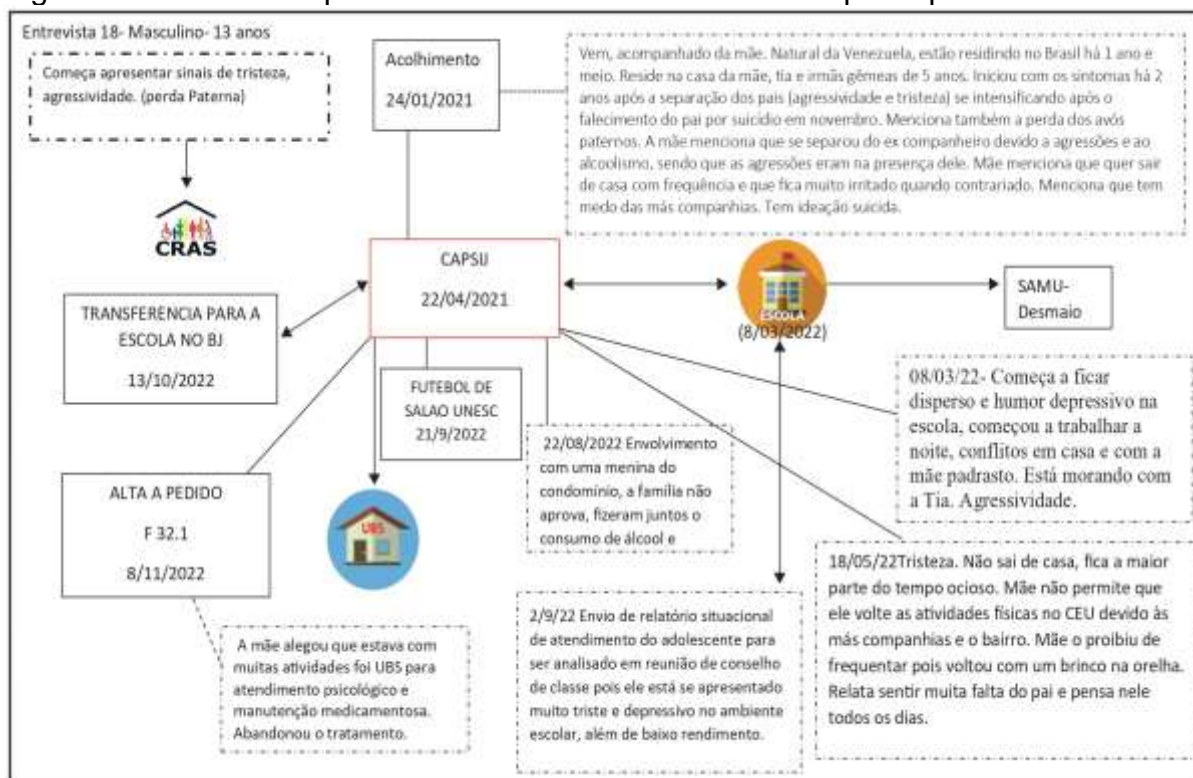 Entrevista 18- Masculino- 13 anos
Começa apresentar sinais de tristeza,
agressividade. (perda Paterna)
Acolhimento
24/01/2021
Vem, acompanhado da mãe. Natural da Venezuela, estão residindo no Brasil há 1 ano e
meio. Reside na casa da mãe, tia e irmãs gêmeas de 5 anos. Iniciou com os sintomas há 2
anos após a separação dos pais (agressividade e tristeza) se intensificando após o
falecimento do pai por suicídio em novembro. Menciona também a perda dos avós
paternos. A mãe menciona que se separou do ex companheiro devido a agressões e ao
alcoolismo, sendo que as agressões eram na presença dele. Mãe menciona que quer sair
de casa com frequência e que fica muito irritado quando contrariado. Menciona que tem
medo das más companhias. Tem ideação suicida.
CRAS
CAPSIJ
22/04/2021
ESCOLA
(8/03/2022)
SAMU-
Desmaio
TRANSFERENCIA PARA A
ESCOLA NO BJ
13/10/2022
FUTEBOL DE
SALAO UNESC
21/9/2022
08/03/22- Começa a ficar
disperso e humor depressivo na
escola, começou a trabalhar a
noite, conflitos em casa e com a
mãe padrasto. Está morando com
a Tia. Agressividade.
22/08/2022 Envolvimento
com uma menina do
condomínio, a família não
aprova, fizeram juntos o
consumo de álcool e
ALTA A PEDIDO
F 32.1
8/11/2022
UBS
18/05/22Tristeza. Não sai de casa, fica a maior
parte do tempo ocioso. Mãe não permite que
ele volte as atividades físicas no CEU devido às
más companhias e o bairro. Mãe o proibiu de
frequentar pois voltou com um brinco na orelha.
Relata sentir muita falta do pai e pensa nele
todos os dias.
2/9/22 Envio de relatório situacional
de atendimento do adolescente para
ser analisado em reunião de conselho
de classe pois ele está se apresentado
muito triste e depressivo no ambiente
escolar, além de baixo rendimento.
A mãe alegou que estava com
muitas atividades foi UBS para
atendimento psicológico e
manutenção medicamentosa.
Abandonou o tratamento.